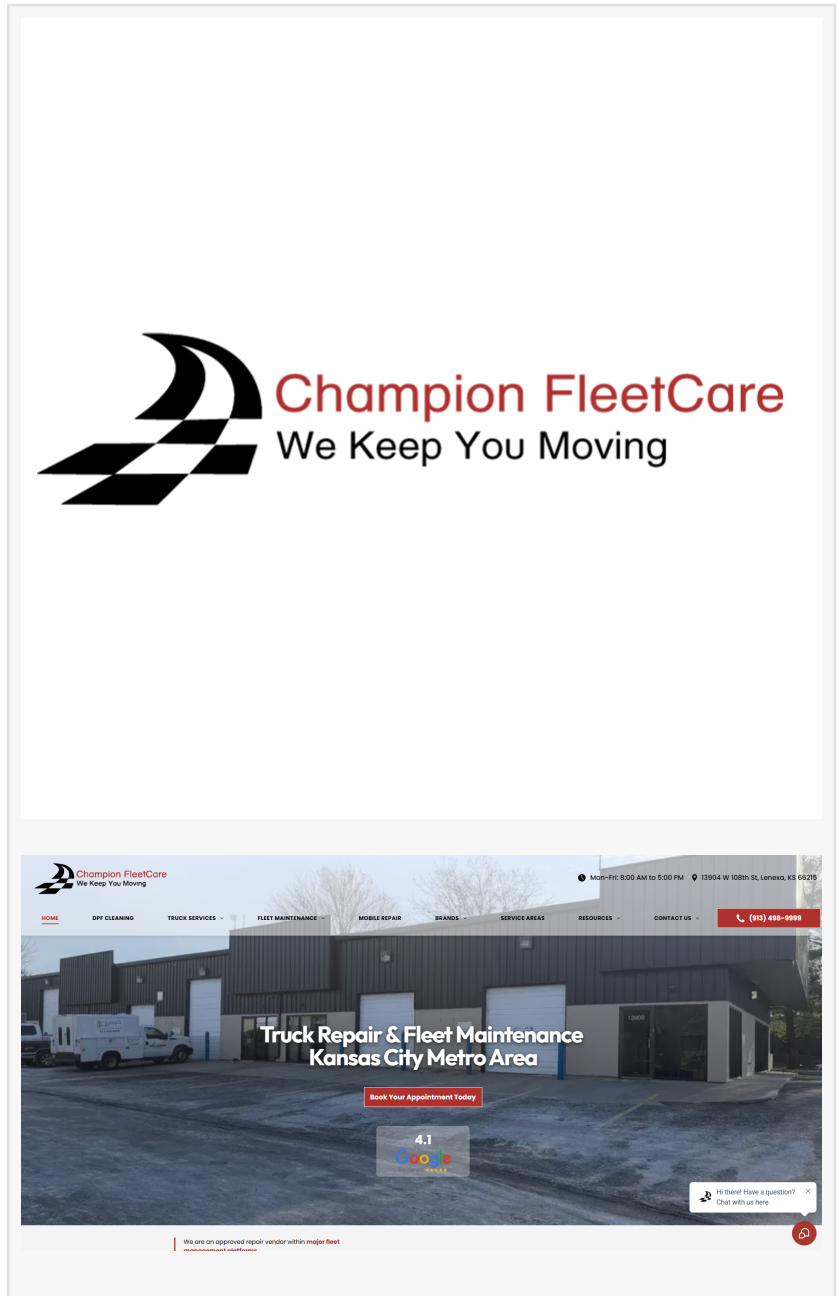 Champion FleetCare
We Keep You Moving
Champion FleetCare
We Keep You Moving
Mon-Fri: 8:00 AM to 5:00 PM 13904 W 108th St, Lenexa, KS 66215
HOME DPF CLEANING TRUCK SERVICES FLEET MAINTENANCE MOBILE REPAIR BRANDS SERVICE AREAS RESOURCES CONTACT US (913) 498-9999
13900
Truck Repair & Fleet Maintenance
Kansas City Metro Area
Book Your Appointment Today
4.1
Google
Hi there! Have a question?
Chat with us here.
We are an approved repair vendor within major fleet
management platforms